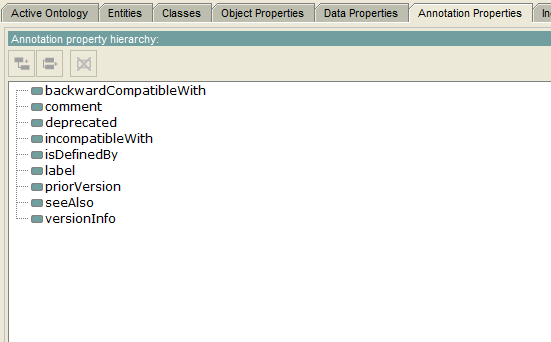 Active Ontology Entities Classes Object Properties Data Properties Annotation Properties
Annotation property hierarchy:
backwardCompatibleWith
comment
deprecated
incompatibleWith
isDefinedBy
label
priorVersion
seeAlso
versionInfo